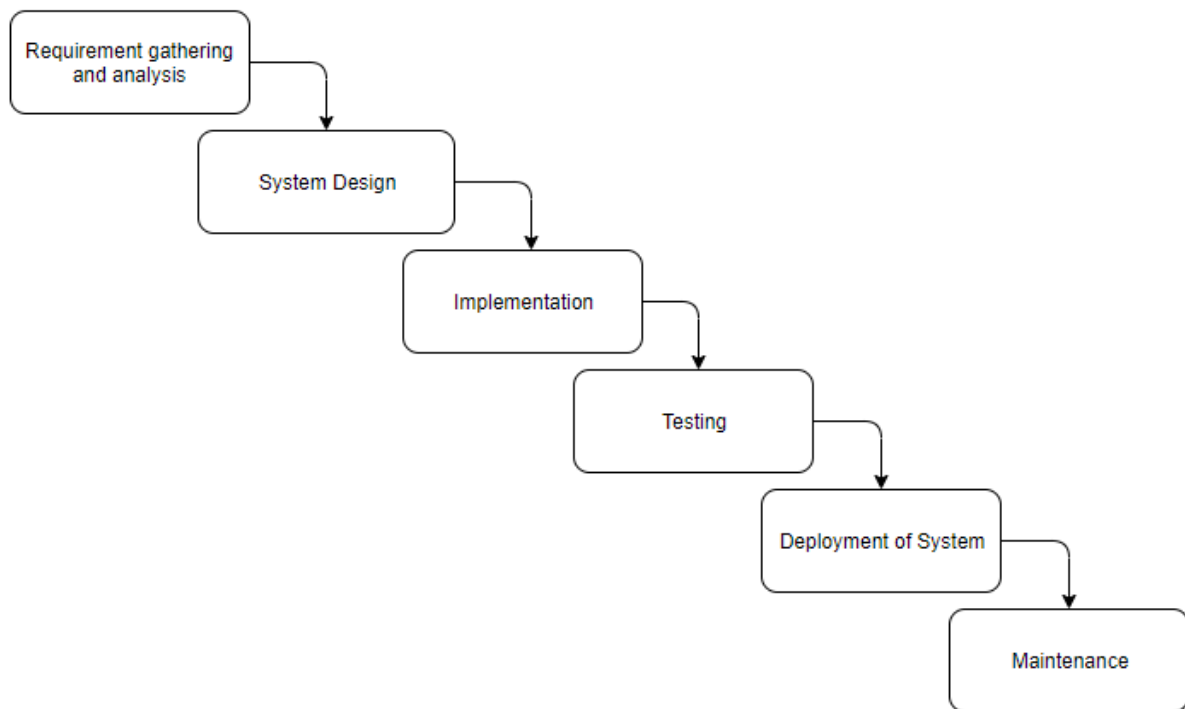 Requirement gathering
and analysis
System Design
Implementation
Testing
Deployment of System
Maintenance